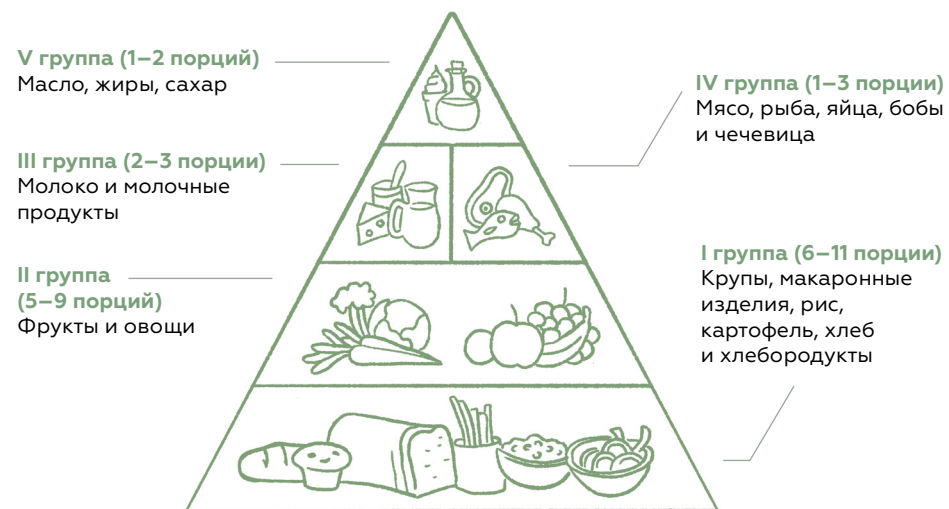 V группа (1–2 порций)
Масло, жиры, сахар
IV группа (1–3 порции)
Мясо, рыба, яйца, бобы
и чечевица
III группа (2–3 порции)
Молоко и молочные
продукты
I группа (6–11 порции)
Крупы, макаронные
изделия, рис,
картофель, хлеб
и хлебородукты
II группа
(5–9 порций)
Фрукты и овощи